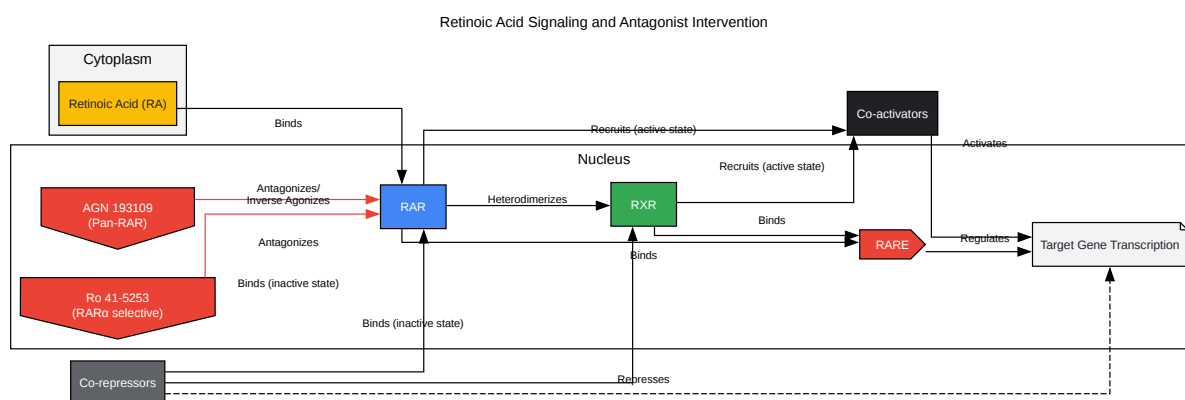 Retinoic Acid Signaling and Antagonist Intervention
Cytoplasm
Retinoic Acid (RA)
Binds
Co-activators
Recruits (active state)
Activates
Nucleus
Recruits (active state)
AGN 193109
(Pan-RAR)
Antagonizes/
Inverse Agonizes
RAR
Heterodimerizes
RXR
Binds
Antagonizes
RARE
Regulates
Target Gene Transcription
Binds
Binds (inactive state)
Ro 41-5253
(RARα selective)
Binds (inactive state)
Co-repressors
Represses